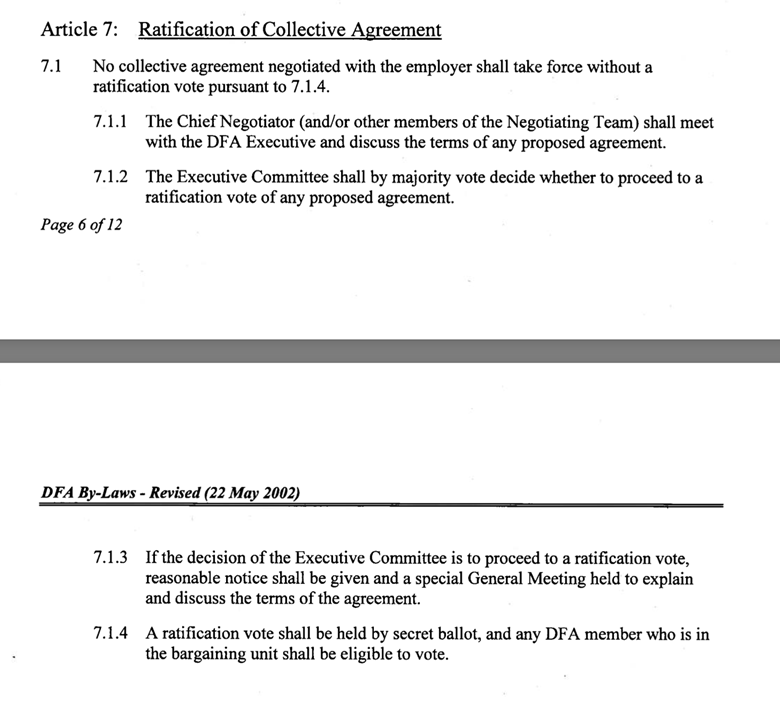 Article 7: Ratification of Collective Agreement
7.1 No collective agreement negotiated with the employer shall take force without a
ratification vote pursuant to 7.1.4.
7.1.1 The Chief Negotiator (and/or other members of the Negotiating Team) shall meet
with the DFA Executive and discuss the terms of any proposed agreement.
7.1.2 The Executive Committee shall by majority vote decide whether to proceed to a
ratification vote of any proposed agreement.
Page 6 of 12
DFA By-Laws - Revised (22 May 2002)
7.1.3 If the decision of the Executive Committee is to proceed to a ratification vote,
reasonable notice shall be given and a special General Meeting held to explain
and discuss the terms of the agreement.
7.1.4 A ratification vote shall be held by secret ballot, and any DFA member who is in
the bargaining unit shall be eligible to vote.